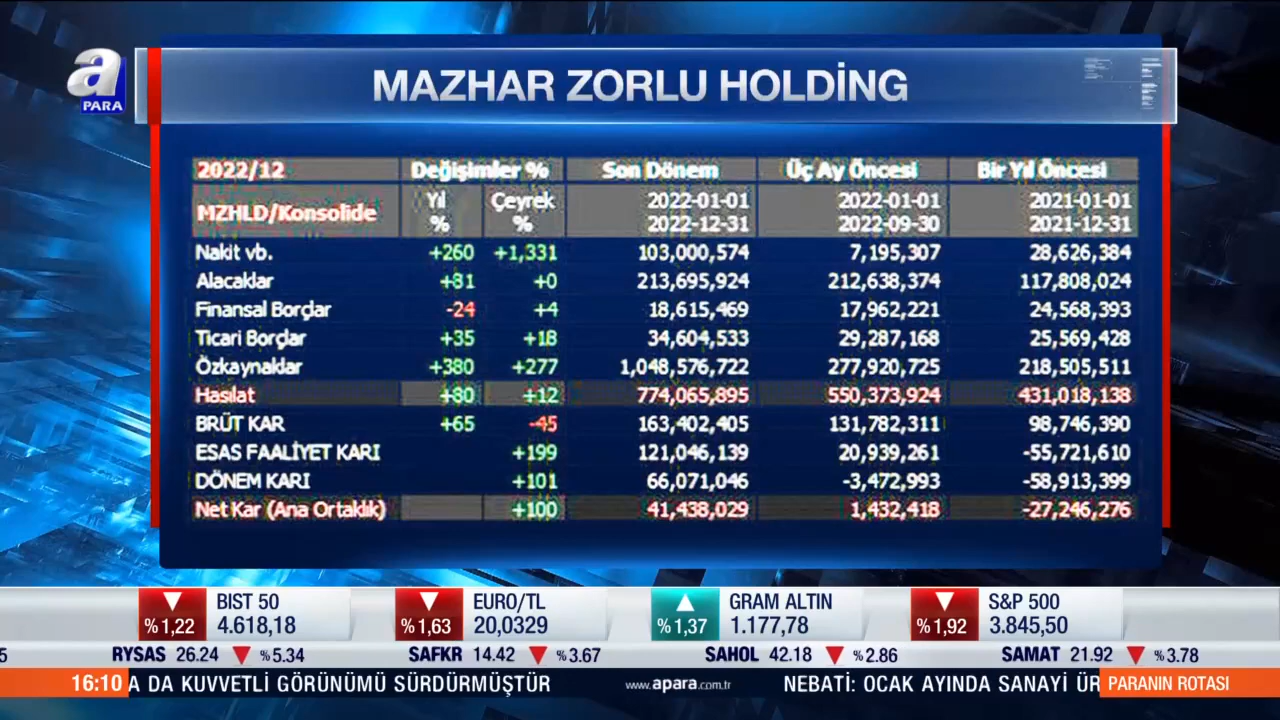 a
PARA
MAZHAR ZORLU HOLDİNG
2022/12 Değişimler % Son Dönem Üç Ay Öncesi Bir Yıl Öncesi
MZHLD/Konsolide Yıl % Çeyrek % 2022-01-01 2022-12-31 2022-01-01 2022-09-30 2021-01-01 2021-12-31
Nakit vb. +260 +1,331 103,000,574 7,195,307 28,626,384
Alacaklar +81 +0 213,695,924 212,638,374 117,808,024
Finansal Borçlar -24 +4 18,615,469 17,962,221 24,568,393
Ticari Borçlar +35 +18 34,604,533 29,287,168 25,569,428
Özkaynaklar +380 +277 1,048,576,722 277,920,725 218,505,511
Hasılat +80 +12 774,065,895 550,373,924 431,018,138
BRÜT KAR +65 -45 163,402,405 131,782,311 98,746,390
ESAS FAALİYET KARI +199 121,046,139 20,939,261 -55,721,610
DÖNEM KARI +101 66,071,046 -3,472,993 -58,913,399
Net Kar (Ana Ortaklık) +100 41,438,029 1,432,418 -27,246,276
%1,22 BIST 50 4.618,18
%1,63 EURO/TL 20,0329
%1,37 GRAM ALTIN 1.177,78
%1,92 S&P 500 3.845,50
5 RYSAS 26.24 %5.34 SAFKR 14.42 %3.67 SAHOL 42.18 %2.86 SAMAT 21.92 %3.78
16:10 A DA KUVVETLİ GÖRÜNÜMÜ SÜRDÜRMÜŞTÜR www.apara.com.tr NEBATİ: OCAK AYINDA SANAYİ ÜR PARANIN ROTASI